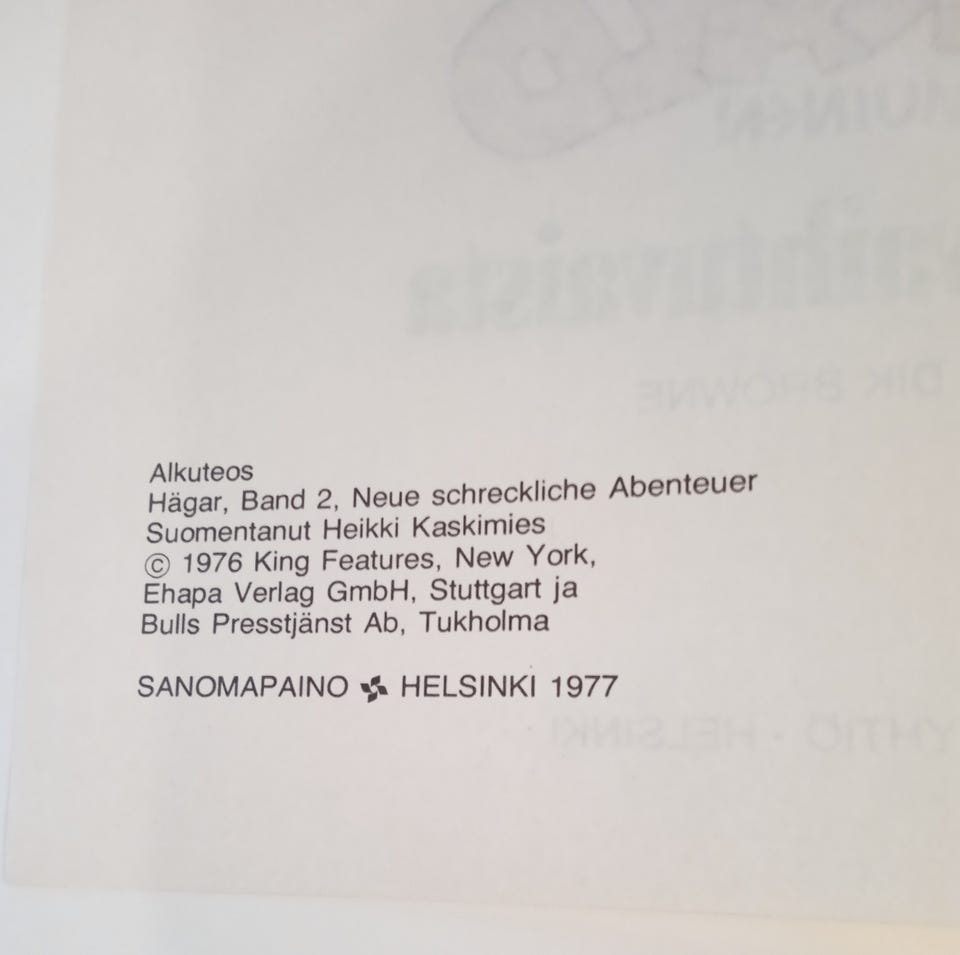 Alkuteos
Hägar, Band 2, Neue schreckliche Abenteuer
Suomentanut Heikki Kaskimies
© 1976 King Features, New York,
Ehapa Verlag GmbH, Stuttgart ja
Bulls Presstjänst Ab, Tukholma
SANOMAPAINO HELSINKI 1977